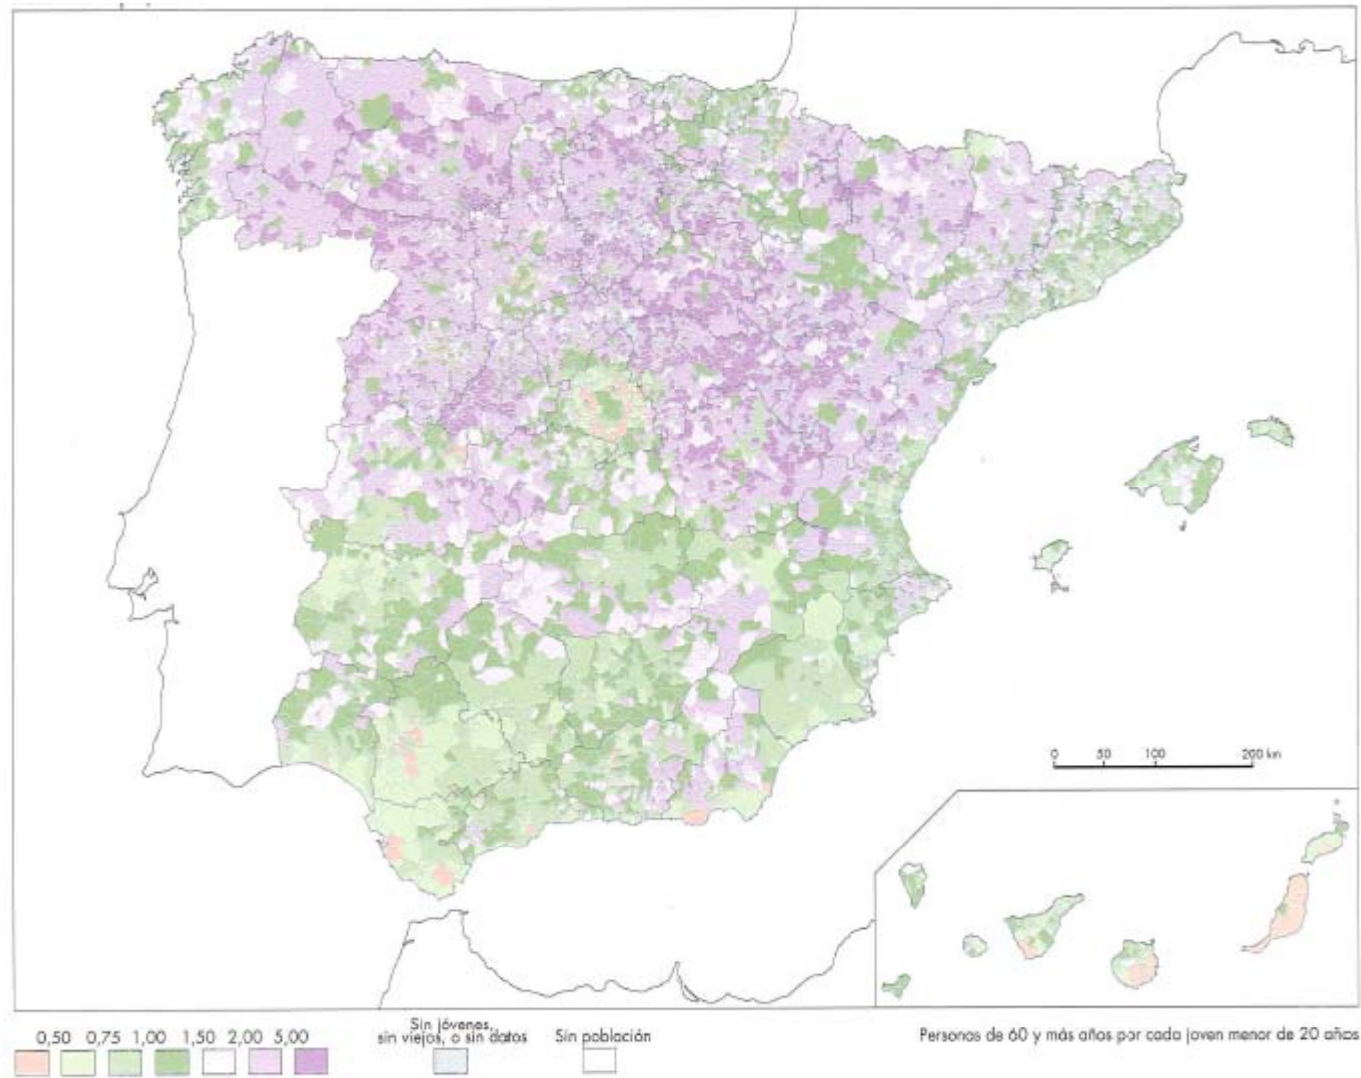 0 50 100 200 km
0,50 0,75 1,00 1,50 2,00 5,00
Sin jóvenes,
sin viejos, o sin datos
Sin población
Personas de 60 y más años por cada joven menor de 20 años